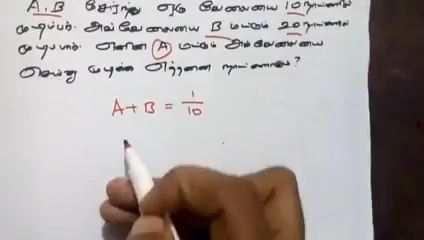 A, B சேர்ந்து ஒரு வேலையை 10 நாட்களில்
முடிப்பர். அவ்வேலையை B மட்டும் 20 நாட்களில்
முடிப்பார். எனில் A மட்டும் அவ்வேலையை
செய்து முடிக்க எத்தனை நாட்களாகும்?
A + B = 1/10